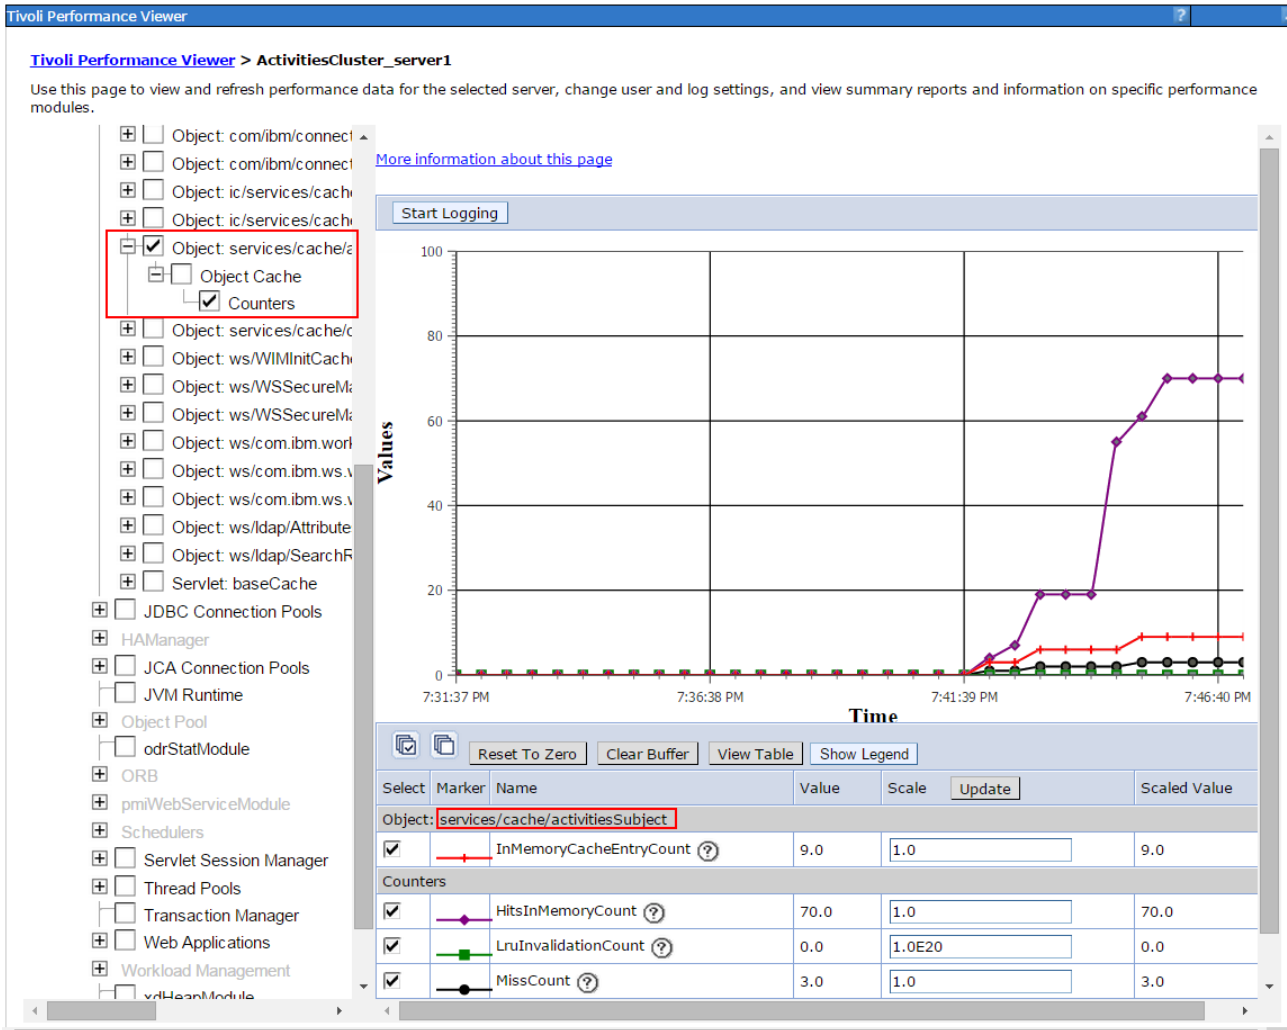 Tivoli Performance Viewer
?
Tivoli Performance Viewer > ActivitiesCluster_server1
Use this page to view and refresh performance data for the selected server, change user and log settings, and view summary reports and information on specific performance
modules.
Object: com/ibm/connect
Object: com/ibm/connect
Object: ic/services/cach
Object: ic/services/cach
Object: services/cache/a
Object Cache
Counters
Object: services/cache/c
Object: ws/WIMInitCach
Object: ws/WSSecureMa
Object: ws/WSSecureMa
Object: ws/com.ibm.work
Object: ws/com.ibm.ws.w
Object: ws/com.ibm.ws.w
Object: ws/ldap/Attribute
Object: ws/ldap/SearchR
Servlet: baseCache
JDBC Connection Pools
HAManager
JCA Connection Pools
JVM Runtime
Object Pool
odrStatModule
ORB
pmiWebServiceModule
Schedulers
Servlet Session Manager
Thread Pools
Transaction Manager
Web Applications
Workload Management
xdHeapModule
More information about this page
Start Logging
100
80
60
40
20
0
Values
7:31:37 PM 7:36:38 PM 7:41:39 PM 7:46:40 PM
Time
Reset To Zero Clear Buffer View Table Show Legend
Select Marker Name Value Scale Update Scaled Value
Object: services/cache/activitiesSubject
InMemoryCacheEntryCount ? 9.0 1.0 9.0
Counters
HitsInMemoryCount ? 70.0 1.0 70.0
LruInvalidationCount ? 0.0 1.0E20 0.0
MissCount ? 3.0 1.0 3.0